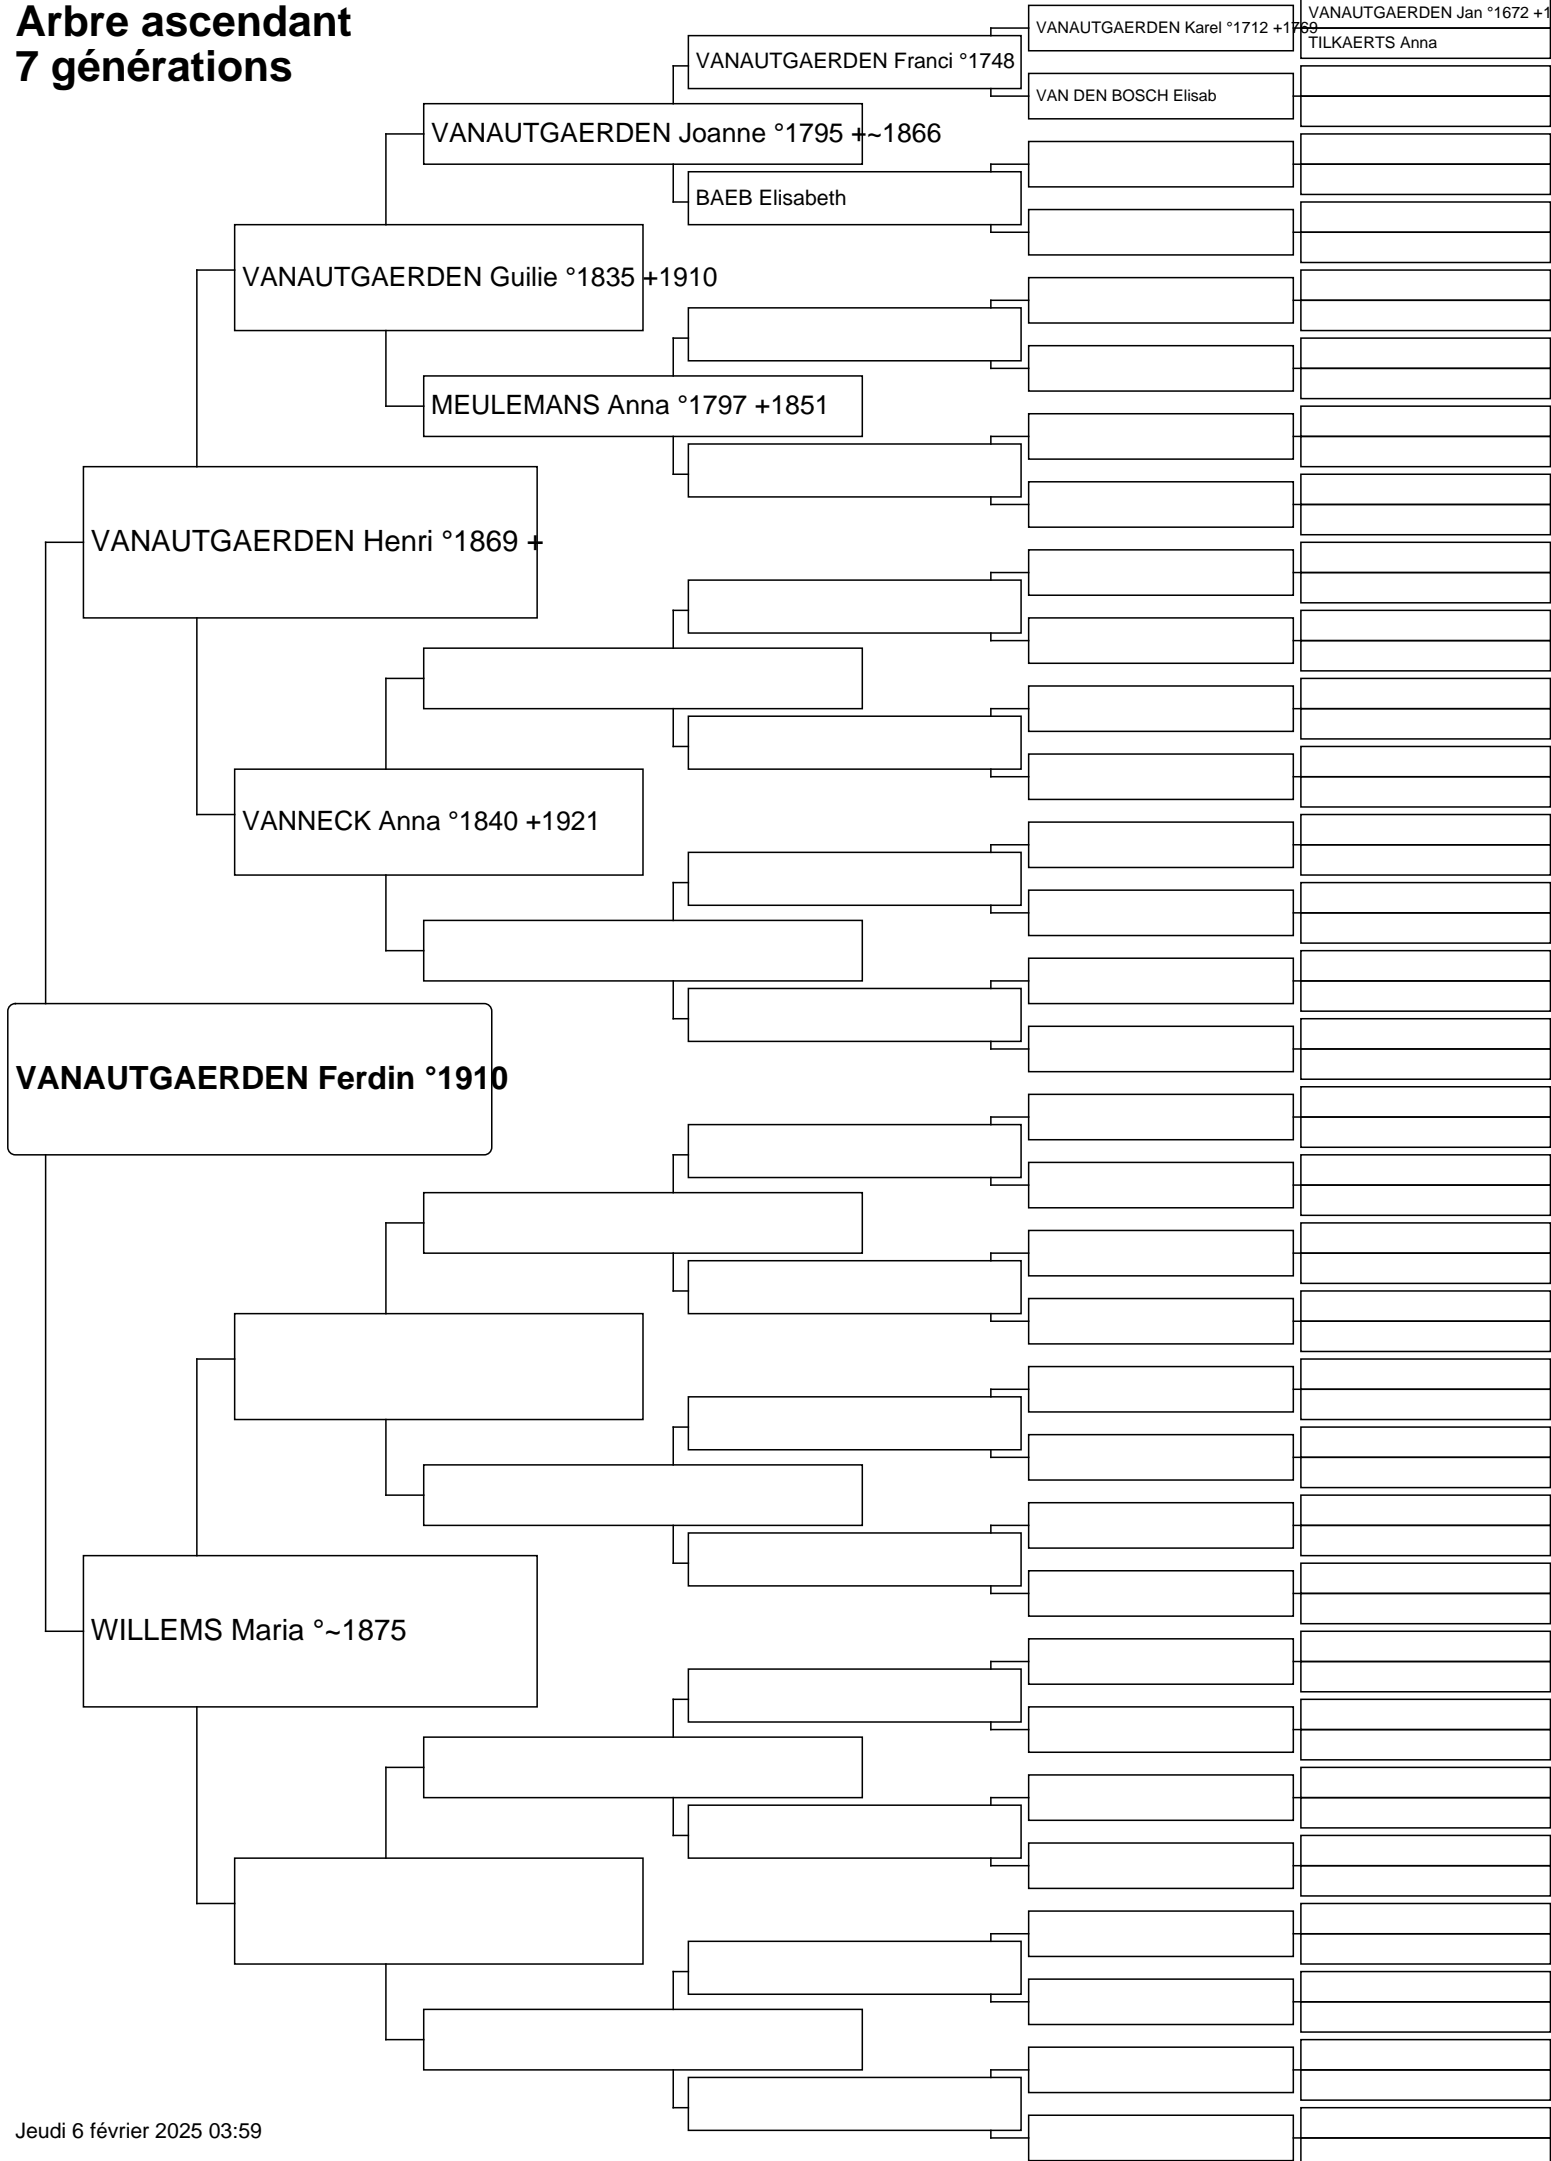 Arbre ascendant
7 générations
VANAUTGAERDEN Jan °1672 +1
VANAUTGAERDEN Karel °1712 +1769
TILKAERTS Anna
VANAUTGAERDEN Franci °1748
VAN DEN BOSCH Elisab
VANAUTGAERDEN Joanne °1795 +~1866
BAEB Elisabeth
VANAUTGAERDEN Guilie °1835 +1910
MEULEMANS Anna °1797 +1851
VANAUTGAERDEN Henri °1869 +
VANNECK Anna °1840 +1921
VANAUTGAERDEN Ferdin °1910
WILLEMS Maria °~1875
Jeudi 6 février 2025 03:59